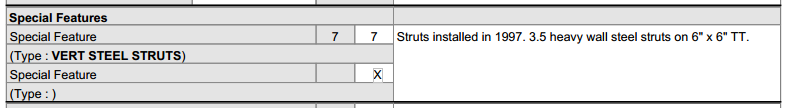 Special Features
Special Feature 7 7 Struts installed in 1997. 3.5 heavy wall steel struts on 6" x 6" TT.
(Type : VERT STEEL STRUTS)
Special Feature X
(Type : )